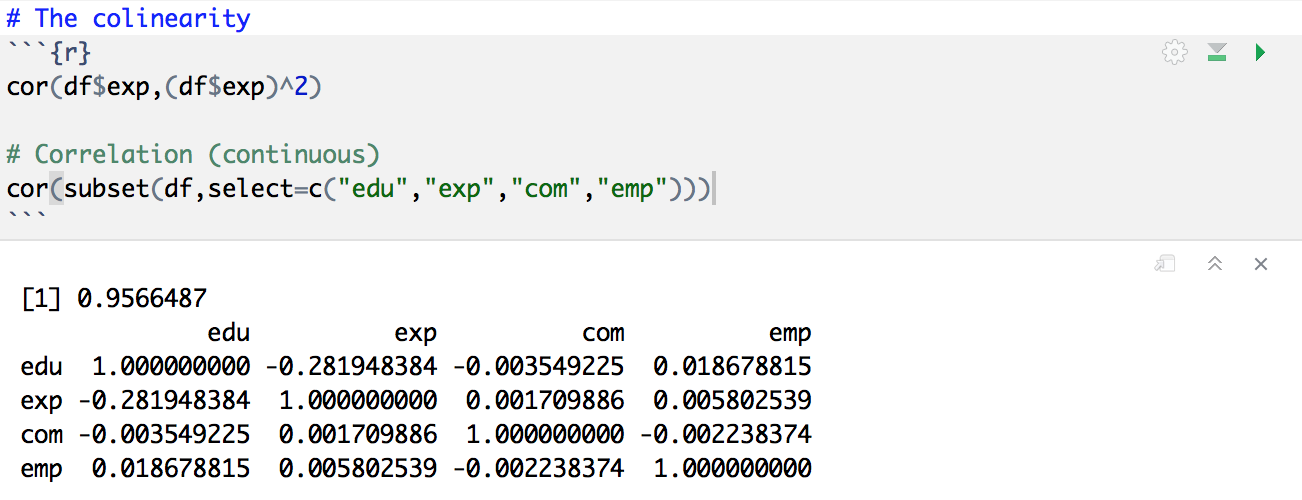 # The colinearity
```{r}
cor(df$exp,(df$exp)^2)
# Correlation (continuous)
cor(subset(df,select=c("edu","exp","com","emp")))
```
[1] 0.9566487
edu exp com emp
edu 1.000000000 -0.281948384 -0.003549225 0.018678815
exp -0.281948384 1.000000000 0.001709886 0.005802539
com -0.003549225 0.001709886 1.000000000 -0.002238374
emp 0.018678815 0.005802539 -0.002238374 1.000000000